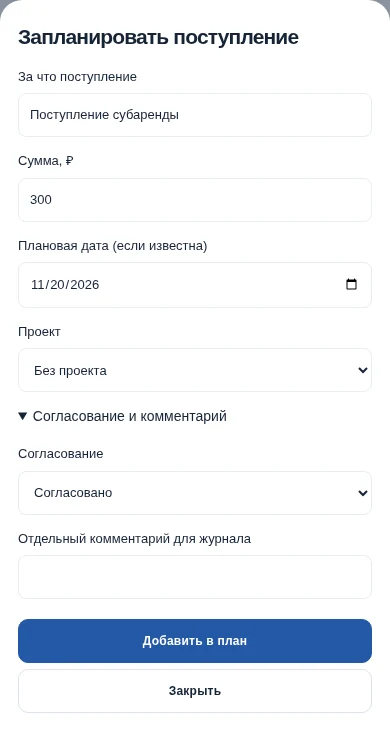 Запланировать поступление
За что поступление
Поступление субаренды
Сумма, ₽
300
Плановая дата (если известна)
11/20/2026
Проект
Без проекта
▼ Согласование и комментарий
Согласование
Согласовано
Отдельный комментарий для журнала
Добавить в план
Закрыть